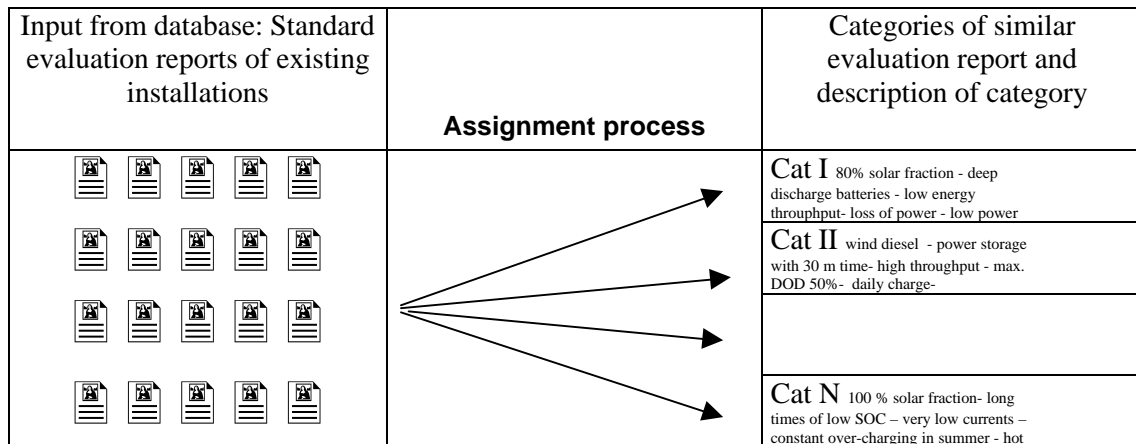 Input from database: Standard
evaluation reports of existing
installations
Assignment process
Categories of similar
evaluation report and
description of category
Cat I 80% solar fraction - deep
discharge batteries - low energy
throuphput- loss of power - low power
Cat II wind diesel - power storage
with 30 m time- high throughput - max.
DOD 50%- daily charge-
Cat N 100 % solar fraction- long
times of low SOC – very low currents –
constant over-charging in summer - hot